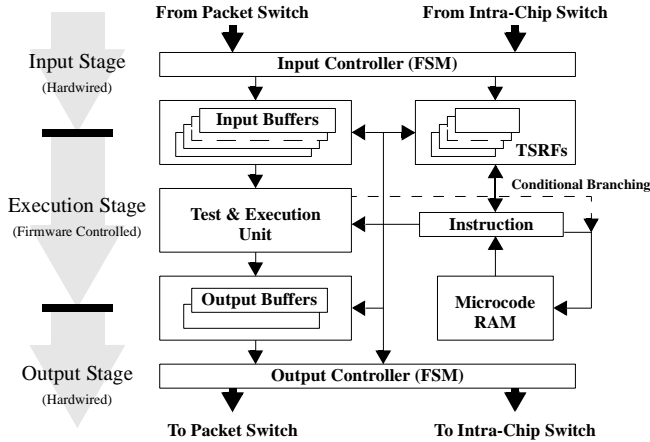 From Packet Switch
From Intra-Chip Switch
Input Stage
(Hardwired)
Input Controller (FSM)
Input Buffers
TSRFs
Conditional Branching
Execution Stage
(Firmware Controlled)
Test & Execution
Unit
Instruction
Output Buffers
Microcode
RAM
Output Stage
(Hardwired)
Output Controller (FSM)
To Packet Switch
To Intra-Chip Switch